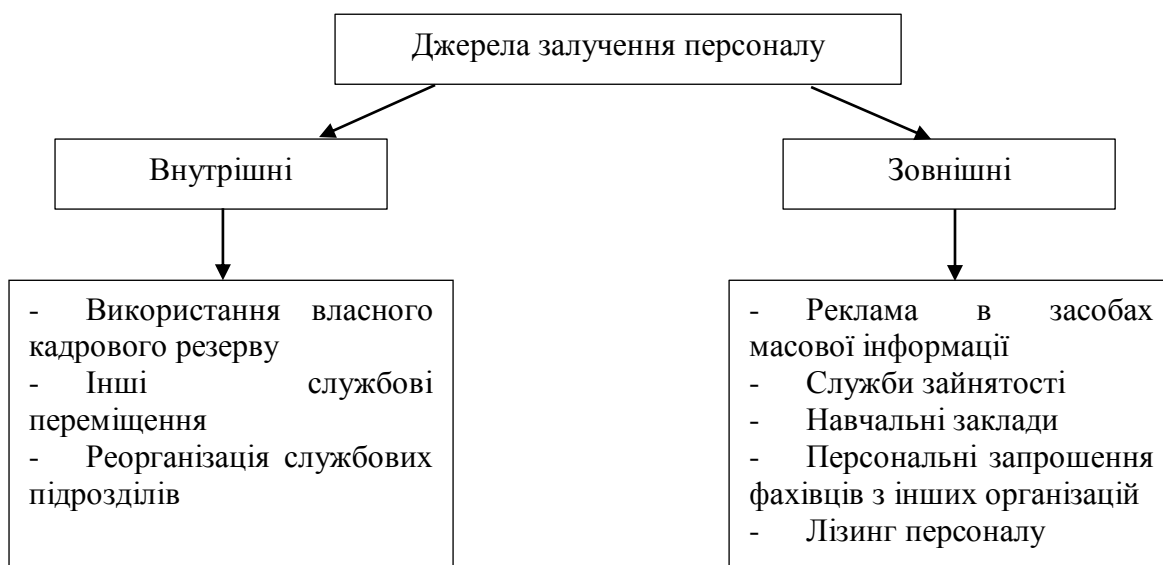 Джерела залучення персоналу
Внутрішні
Зовнішні
- Використання власного
кадрового резерву
- Інші службові
переміщення
- Реорганізація службових
підрозділів
- Реклама в засобах
масової інформації
- Служби зайнятості
- Навчальні заклади
- Персональні запрошення
фахівців з інших організацій
- Лізинг персоналу